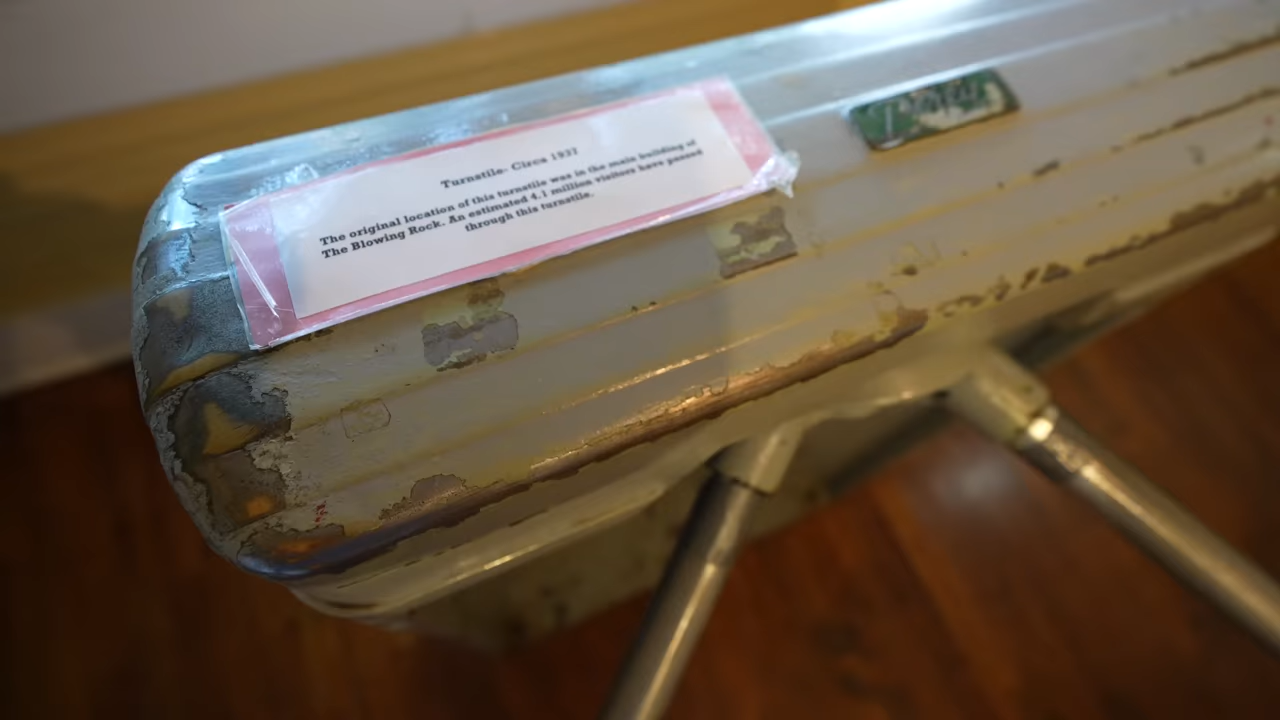 Turnstile- Circa 1937
The original location of this turnstile was in the main building of
The Blowing Rock. An estimated 4.1 million visitors have passed
through this turnstile.